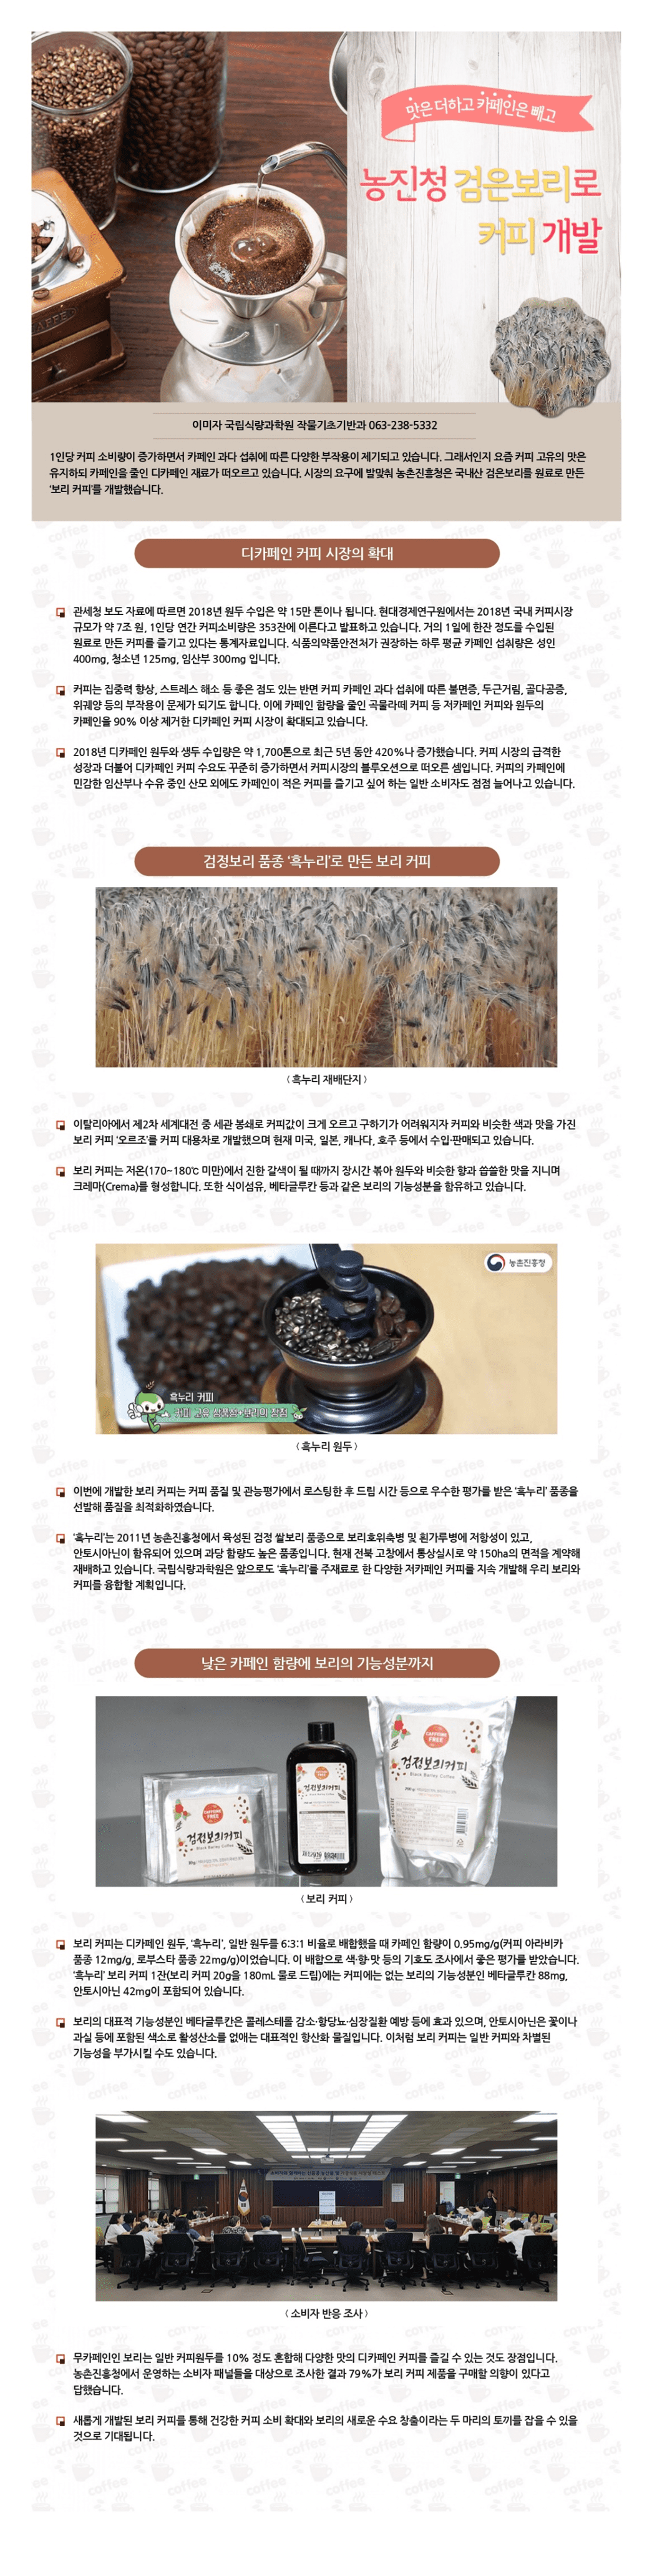 맛은 더하고 카페인은 빼고
농진청 검은보리로
커피 개발
이미자 국립식량과학원 작물기초기반과 063-238-5332
1인당 커피 소비량이 증가하면서 카페인 과다 섭취에 따른 다양한 부작용이 제기되고 있습니다. 그래서인지 요즘 커피 고유의 맛은
유지하되 카페인을 줄인 디카페인 재료가 떠오르고 있습니다. 시장의 요구에 발맞춰 농촌진흥청은 국내산 검은보리를 원료로 만든
'보리 커피'를 개발했습니다.
디카페인 커피 시장의 확대
관세청 보도 자료에 따르면 2018년 원두 수입은 약 15만 톤이나 됩니다. 현대경제연구원에서는 2018년 국내 커피시장
규모가 약 7조 원, 1인당 연간 커피소비량은 353잔에 이른다고 발표하고 있습니다. 거의 1일에 한잔 정도를 수입된
원료로 만든 커피를 즐기고 있다는 통계자료입니다. 식품의약품안전처가 권장하는 하루 평균 카페인 섭취량은 성인
400mg, 청소년 125mg, 임산부 300mg 입니다.
커피는 집중력 향상, 스트레스 해소 등 좋은 점도 있는 반면 커피 카페인 과다 섭취에 따른 불면증, 두근거림, 골다공증,
위궤양 등의 부작용이 문제가 되기도 합니다. 이에 카페인 함량을 줄인 곡물라떼 커피 등 저카페인 커피와 원두의
카페인을 90% 이상 제거한 디카페인 커피 시장이 확대되고 있습니다.
2018년 디카페인 원두와 생두 수입량은 약 1,700톤으로 최근 5년 동안 420%나 증가했습니다. 커피 시장의 급격한
성장과 더불어 디카페인 커피 수요도 꾸준히 증가하면서 커피시장의 블루오션으로 떠오른 셈입니다. 커피의 카페인에
민감한 임산부나 수유 중인 산모 외에도 카페인이 적은 커피를 즐기고 싶어 하는 일반 소비자도 점점 늘어나고 있습니다.
검정보리 품종 '흑누리'로 만든 보리 커피
〈 흑누리 재배단지 〉
이탈리아에서 제2차 세계대전 중 세관 봉쇄로 커피값이 크게 오르고 구하기가 어려워지자 커피와 비슷한 색과 맛을 가진
보리 커피 '오르조'를 커피 대용차로 개발했으며 현재 미국, 일본, 캐나다, 호주 등에서 수입·판매되고 있습니다.
보리 커피는 저온(170~180℃ 미만)에서 진한 갈색이 될 때까지 장시간 볶아 원두와 비슷한 향과 씁쓸한 맛을 지니며
크레마(Crema)를 형성합니다. 또한 식이섬유, 베타글루칸 등과 같은 보리의 기능성분을 함유하고 있습니다.
농촌진흥청
흑누리 커피
커피 고유 상품성+보리의 장점
〈 흑누리 원두 〉
이번에 개발한 보리 커피는 커피 품질 및 관능평가에서 로스팅한 후 드립 시간 등으로 우수한 평가를 받은 '흑누리' 품종을
선발해 품질을 최적화하였습니다.
'흑누리'는 2011년 농촌진흥청에서 육성된 검정 쌀보리 품종으로 보리호위축병 및 흰가루병에 저항성이 있고,
안토시아닌이 함유되어 있으며 과당 함량도 높은 품종입니다. 현재 전북 고창에서 통상실시로 약 150ha의 면적을 계약해
재배하고 있습니다. 국립식량과학원은 앞으로도 '흑누리'를 주재료로 한 다양한 저카페인 커피를 지속 개발해 우리 보리와
커피를 융합할 계획입니다.
낮은 카페인 함량에 보리의 기능성분까지
CAFFEINE FREE
검정보리커피
Black Barley Coffee
CAFFEINE FREE
검정보리커피
Black Barley Coffee
검정보리커피
〈 보리 커피 〉
보리 커피는 디카페인 원두, '흑누리', 일반 원두를 6:3:1 비율로 배합했을 때 카페인 함량이 0.95mg/g(커피 아라비카
품종 12mg/g, 로부스타 품종 22mg/g)이었습니다. 이 배합으로 색·향·맛 등의 기호도 조사에서 좋은 평가를 받았습니다.
'흑누리' 보리 커피 1잔(보리 커피 20g을 180mL 물로 드립)에는 커피에는 없는 보리의 기능성분인 베타글루칸 88mg,
안토시아닌 42mg이 포함되어 있습니다.
보리의 대표적 기능성분인 베타글루칸은 콜레스테롤 감소·항당뇨·심장질환 예방 등에 효과 있으며, 안토시아닌은 꽃이나
과실 등에 포함된 색소로 활성산소를 없애는 대표적인 항산화 물질입니다. 이처럼 보리 커피는 일반 커피와 차별된
기능성을 부가시킬 수도 있습니다.
〈 소비자 반응 조사 〉
무카페인인 보리는 일반 커피원두를 10% 정도 혼합해 다양한 맛의 디카페인 커피를 즐길 수 있는 것도 장점입니다.
농촌진흥청에서 운영하는 소비자 패널들을 대상으로 조사한 결과 79%가 보리 커피 제품을 구매할 의향이 있다고
답했습니다.
새롭게 개발된 보리 커피를 통해 건강한 커피 소비 확대와 보리의 새로운 수요 창출이라는 두 마리의 토끼를 잡을 수 있을
것으로 기대됩니다.